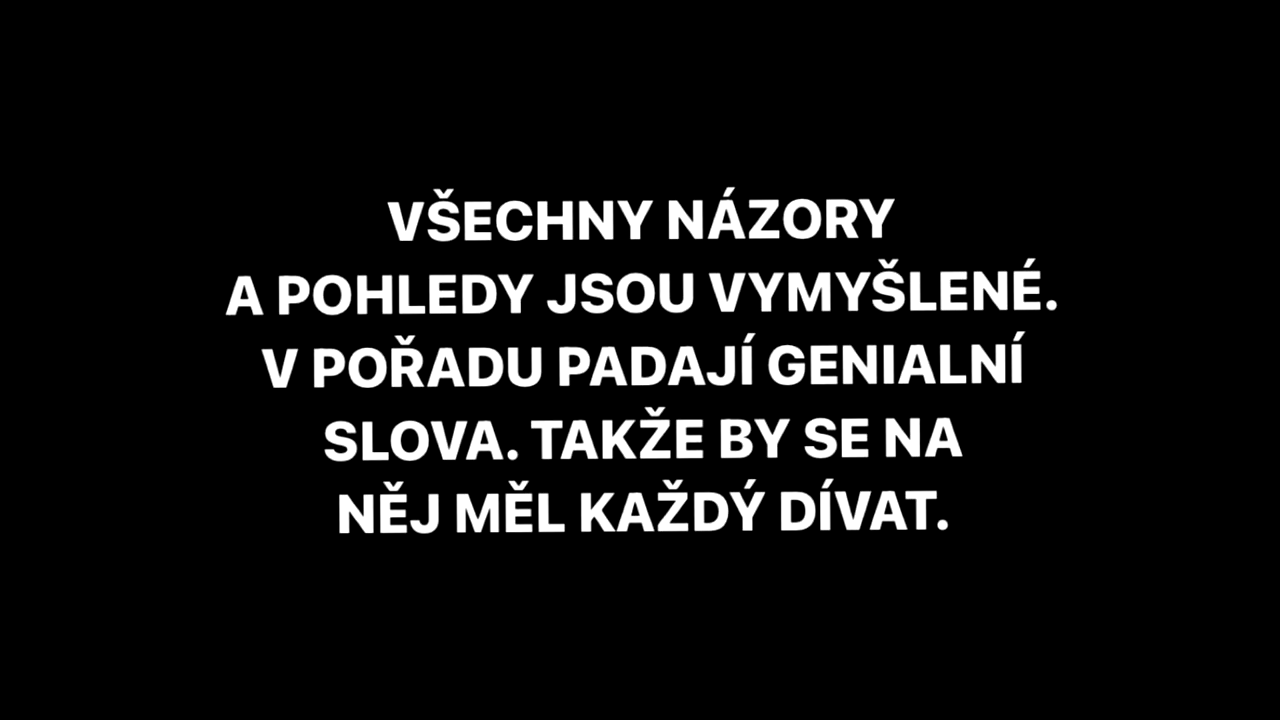 VŠECHNY NÁZORY
A POHLEDY JSOU VYMYŠLENÉ.
V POŘADU PADAJÍ GENIALNÍ
SLOVA. TAKŽE BY SE NA
NĚJ MĚL KAŽDÝ DÍVAT.